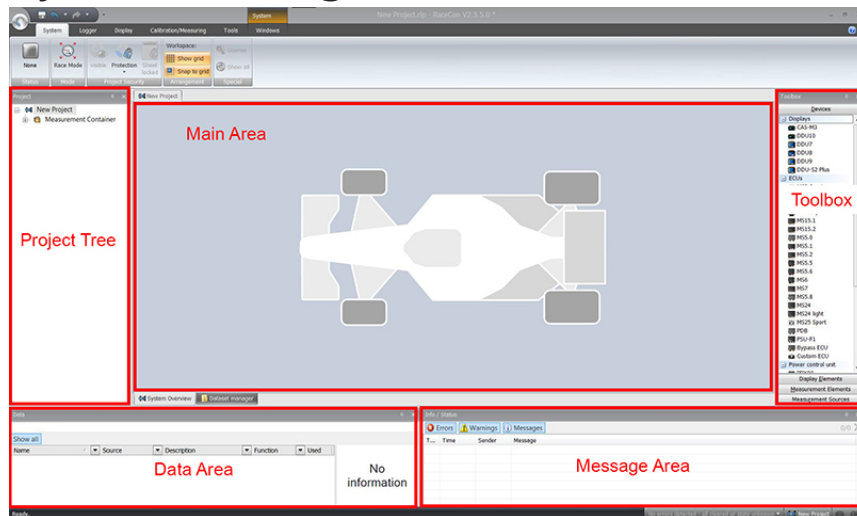 System
New Project.rtp - RaceCon V2.5.5.0 *
System
Logger
Display
Calibration/Measuring
Tools
Windows
None
Race Mode
Visible
Protection
Sheet
locked
Workspace:
Show grid
Snap to grid
Show all
Status
Mode
Project Security
Arrangement
Special
Project
New Project
Measurement Container
Project Tree
New Project
Main Area
System Overview
Dataset manager
Toolbox
Devices
Displays
CAS-M3
DDU10
DDU7
DDU8
DDU9
DDU-S2 Plus
ECUs
Toolbox
MS15.1
MS15.2
MS5.0
MS5.1
MS5.2
MS5.5
MS5.6
MS6
MS7
MS5.8
MS24
MS24 light
MS25 Sport
PDB
PSU-F1
Bypass ECU
Custom ECU
Power control unit
Display Elements
Measurement Elements
Measurement Sources
Data
Show all
Name
Source
Description
Function
Used
Data Area
No
information
Info / Status
Errors
Warnings
Messages
0/0
T...
Time
Sender
Message
Message Area
Ready.
New Project